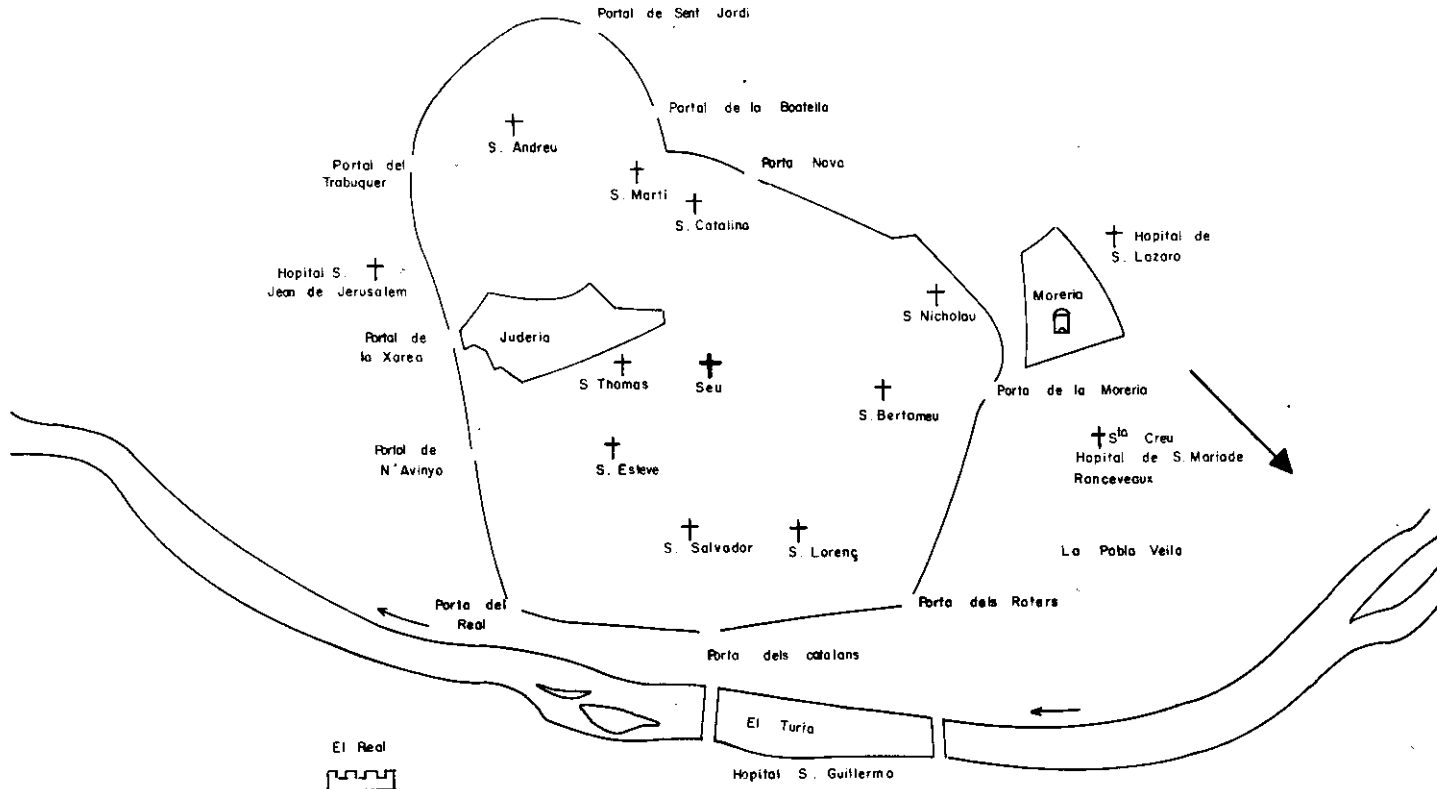 Portal de Sent Jordi
Portal de la Boatella
S. Andreu
Portal del
Trabuquer
Porta Nova
S. Marti
S. Catalina
Hopital de
S. Lazaro
Hopital S.
Jean de Jerusalem
Moreria
S Nicholau
Portal de
la Xarea
Juderia
S Thomas
Seu
S. Bertomeu
Porta de la Moreria
Sta Creu
Hopital de S. Maria de
Ronceveaux
Portal de
N'Avinyo
S. Esteve
S. Salvador
S. Lorenç
La Pobla Vella
Porta del
Real
Porta dels Roters
Porta dels catalans
El Turia
El Real
Hopital S. Guillermo